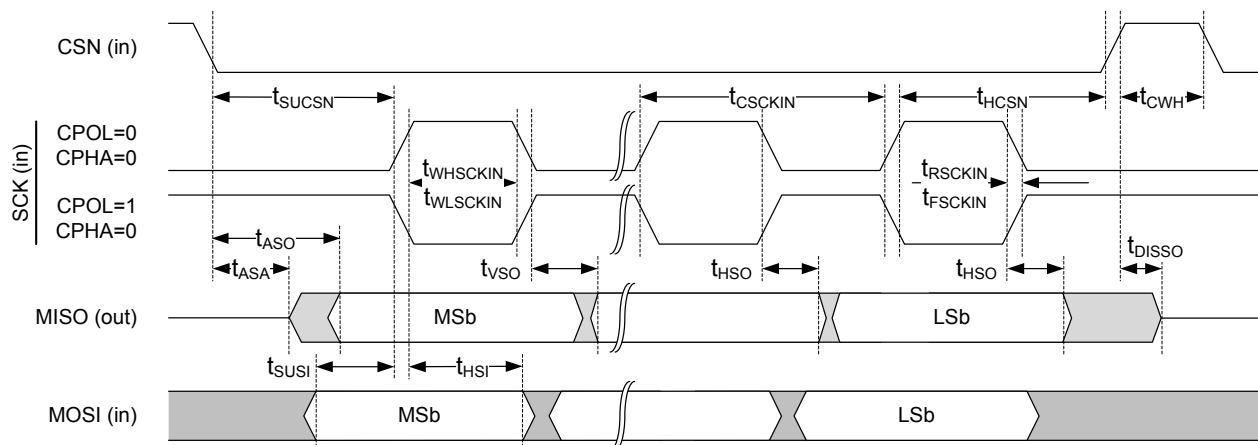 CSN (in)
tSUCSN
tCSCKIN
tHCSN
tCWH
SCK (in)
CPOL=0
CPHA=0
tWHSCKIN
tWLSCKIN
tRSCKIN
tFSCKIN
CPOL=1
CPHA=0
tASO
tASA
tVSO
tHSO
tHSO
tDISSO
MISO (out)
MSb
LSb
tSUSI
tHSI
MOSI (in)
MSb
LSb